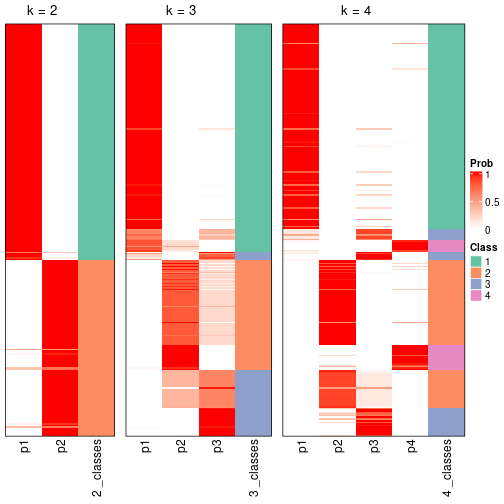 k = 2
k = 3
k = 4
p1
p2
2_classes
p1
p2
p3
3_classes
p1
p2
p3
p4
4_classes
Prob
1
0.5
0
Class
1
2
3
4